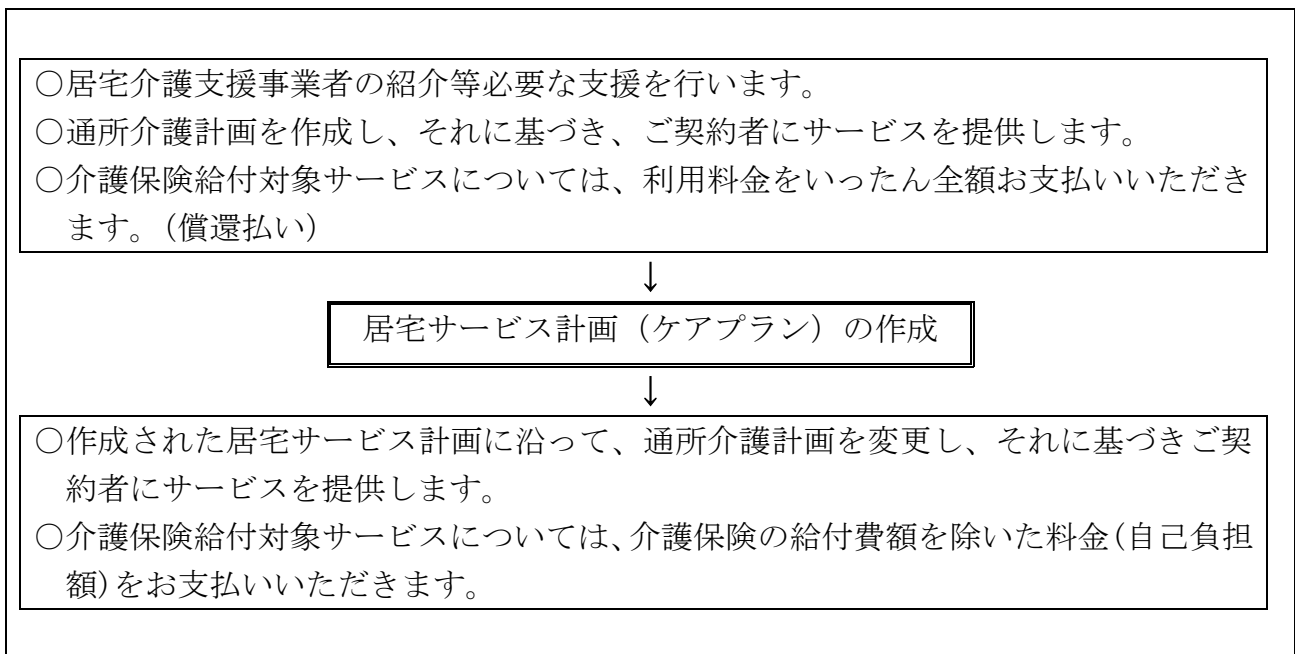 ○居宅介護支援事業者の紹介等必要な支援を行います。
○通所介護計画を作成し、それに基づき、ご契約者にサービスを提供します。
○介護保険給付対象サービスについては、利用料金をいったん全額お支払いいただき
ます。(償還払い)
↓
居宅サービス計画（ケアプラン）の作成
↓
○作成された居宅サービス計画に沿って、通所介護計画を変更し、それに基づきご契
約者にサービスを提供します。
○介護保険給付対象サービスについては、介護保険の給付費額を除いた料金(自己負担
額)をお支払いいただきます。